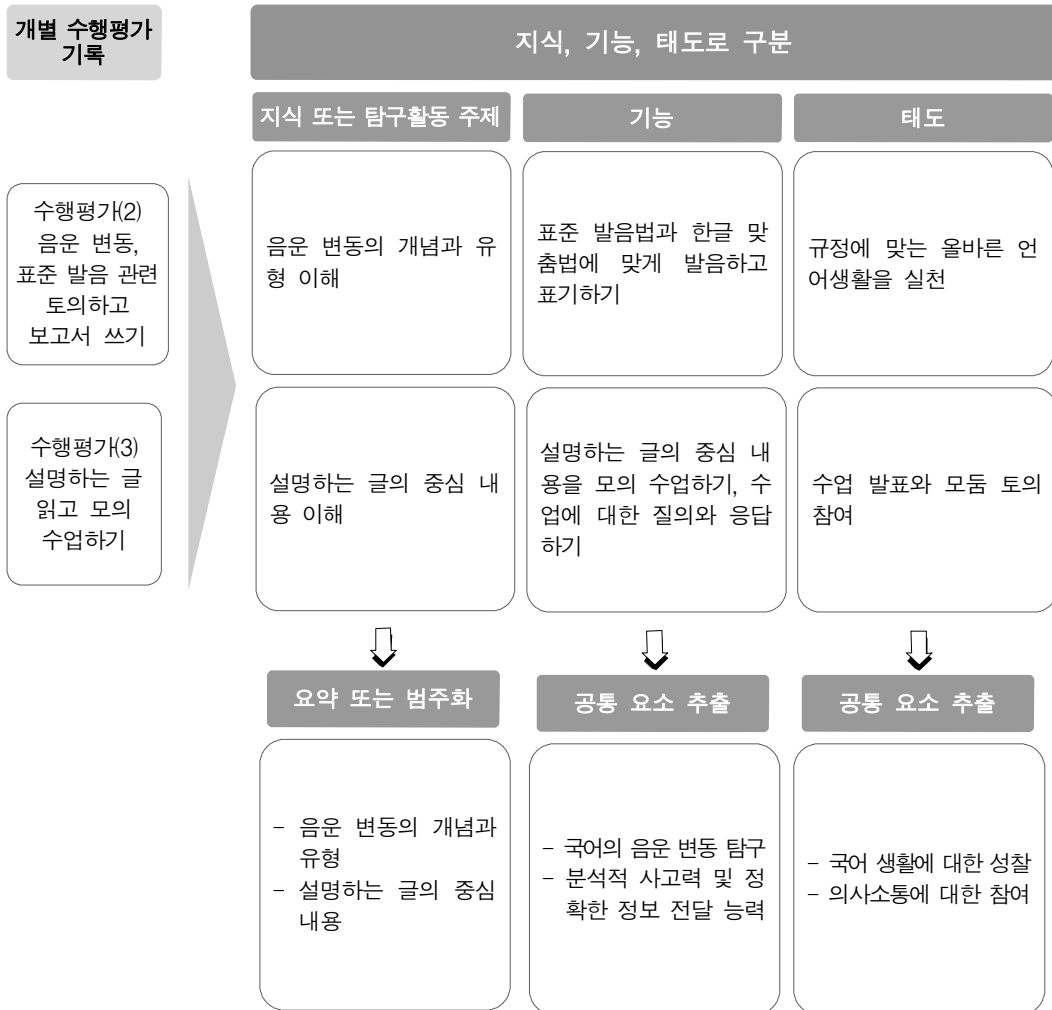 개별 수행평가
기록
지식, 기능, 태도로 구분
지식 또는 탐구활동 주제
기능
태도
수행평가(2)
음운 변동,
표준 발음 관련
토의하고
보고서 쓰기
음운 변동의 개념과 유
형 이해
표준 발음법과 한글 맞
춤법에 맞게 발음하고
표기하기
규정에 맞는 올바른 언
어생활을 실천
수행평가(3)
설명하는 글
읽고 모의
수업하기
설명하는 글의 중심 내
용 이해
설명하는 글의 중심 내
용을 모의 수업하기, 수
업에 대한 질의와 응답
하기
수업 발표와 모둠 토의
참여
요약 또는 범주화
공통 요소 추출
공통 요소 추출
- 음운 변동의 개념과
유형
- 설명하는 글의 중심
내용
- 국어의 음운 변동 탐구
- 분석적 사고력 및 정
확한 정보 전달 능력
- 국어 생활에 대한 성찰
- 의사소통에 대한 참여